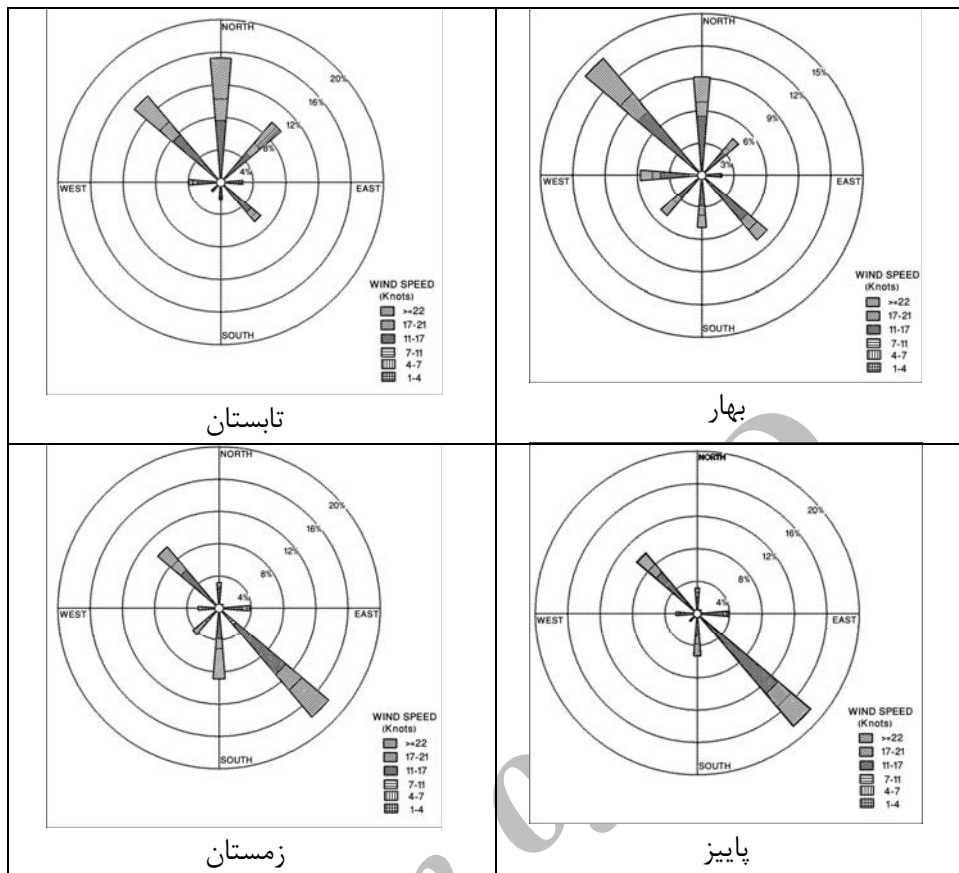 NORTH
20%
16%
12%
8%
4%
WEST
EAST
SOUTH
WIND SPEED
(Knots)
>=22
17-21
11-17
7-11
4-7
1-4
تابستان
NORTH
15%
12%
9%
6%
3%
WEST
EAST
SOUTH
WIND SPEED
(Knots)
>=22
17-21
11-17
7-11
4-7
1-4
بهار
NORTH
20%
16%
12%
8%
4%
WEST
EAST
SOUTH
WIND SPEED
(Knots)
>=22
17-21
11-17
7-11
4-7
1-4
زمستان
NORTH
20%
16%
12%
8%
4%
WEST
EAST
SOUTH
WIND SPEED
(Knots)
>=22
17-21
11-17
7-11
4-7
1-4
پاییز